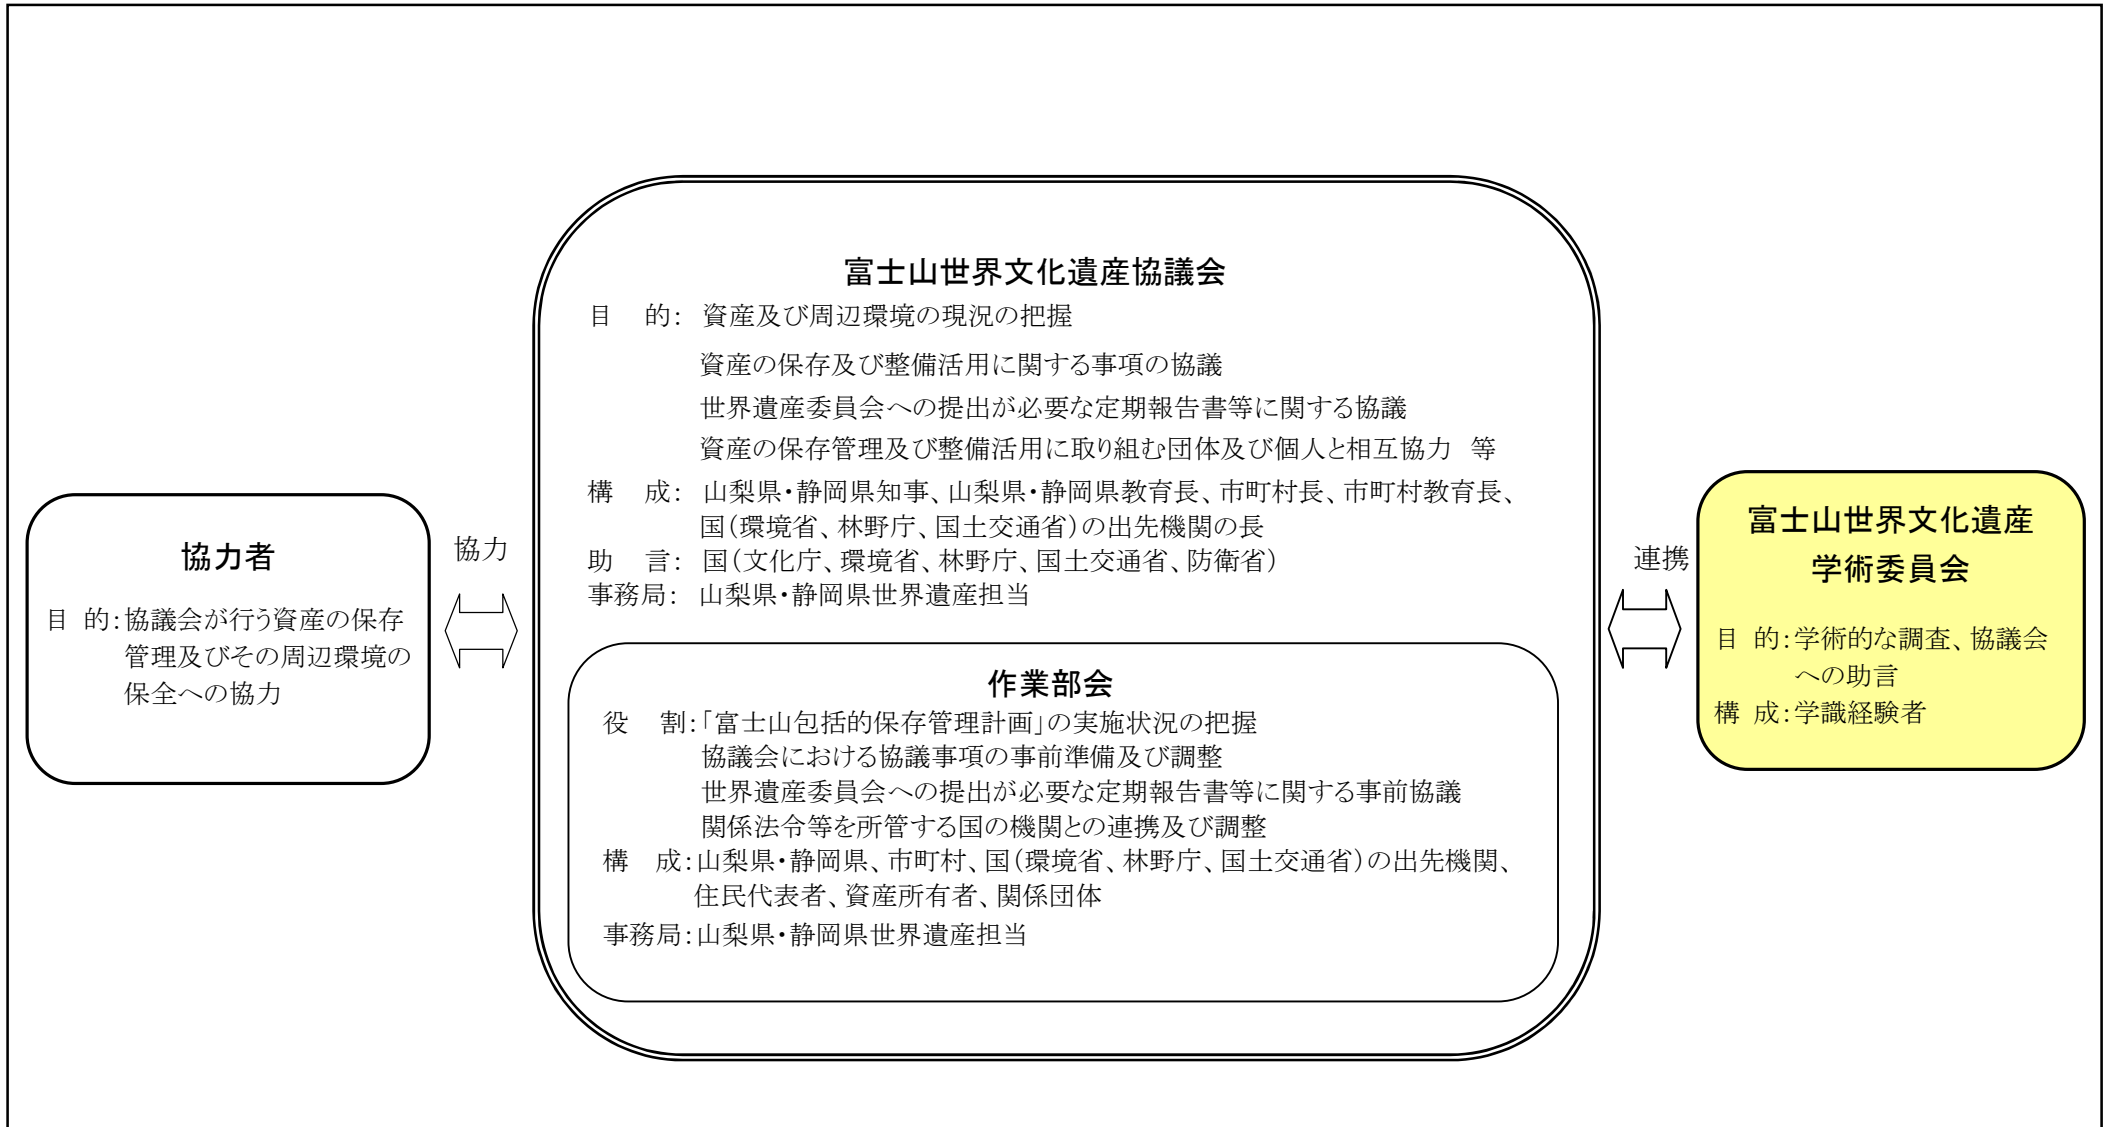 富士山世界文化遺産協議会
目　的： 資産及び周辺環境の現況の把握
資産の保存及び整備活用に関する事項の協議
世界遺産委員会への提出が必要な定期報告書等に関する協議
資産の保存管理及び整備活用に取り組む団体及び個人と相互協力　等
構　成： 山梨県・静岡県知事、山梨県・静岡県教育長、市町村長、市町村教育長、
国（環境省、林野庁、国土交通省）の出先機関の長
助　言： 国（文化庁、環境省、林野庁、国土交通省、防衛省）
事務局： 山梨県・静岡県世界遺産担当
作業部会
役　割：「富士山包括的保存管理計画」の実施状況の把握
協議会における協議事項の事前準備及び調整
世界遺産委員会への提出が必要な定期報告書等に関する事前協議
関係法令等を所管する国の機関との連携及び調整
構　成：山梨県・静岡県、市町村、国（環境省、林野庁、国土交通省）の出先機関、
住民代表者、資産所有者、関係団体
事務局：山梨県・静岡県世界遺産担当
協力者
目 的：協議会が行う資産の保存
管理及びその周辺環境の
保全への協力
協力
連携
富士山世界文化遺産
学術委員会
目 的：学術的な調査、協議会
への助言
構 成：学識経験者